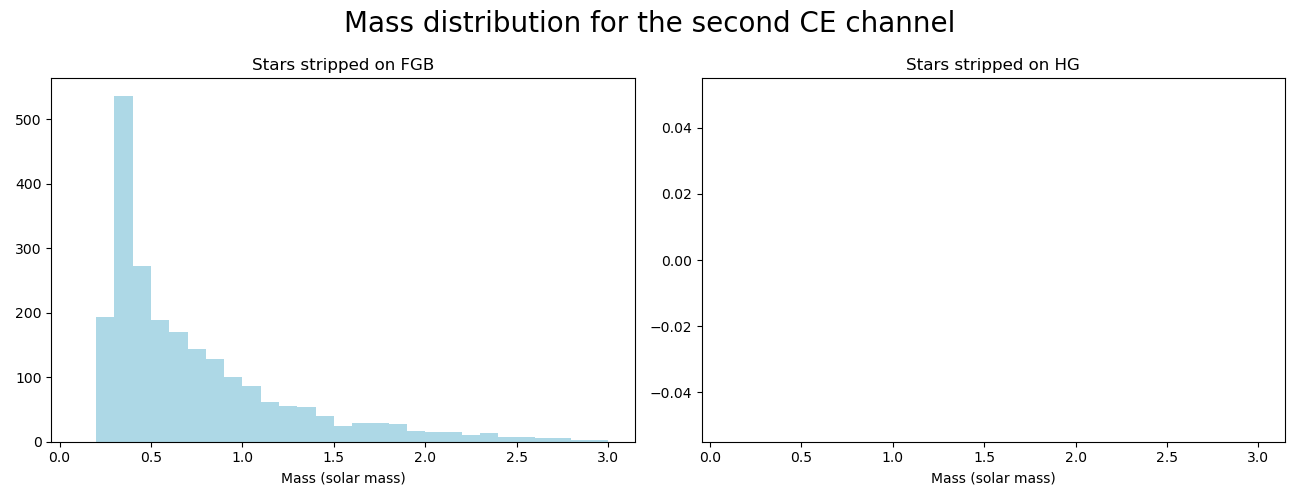 Mass distribution for the second CE channel
Stars stripped on FGB
500
400
300
200
100
0
0.0 0.5 1.0 1.5 2.0 2.5 3.0
Mass (solar mass)
Stars stripped on HG
0.04
0.02
0.00
−0.02
−0.04
0.0 0.5 1.0 1.5 2.0 2.5 3.0
Mass (solar mass)